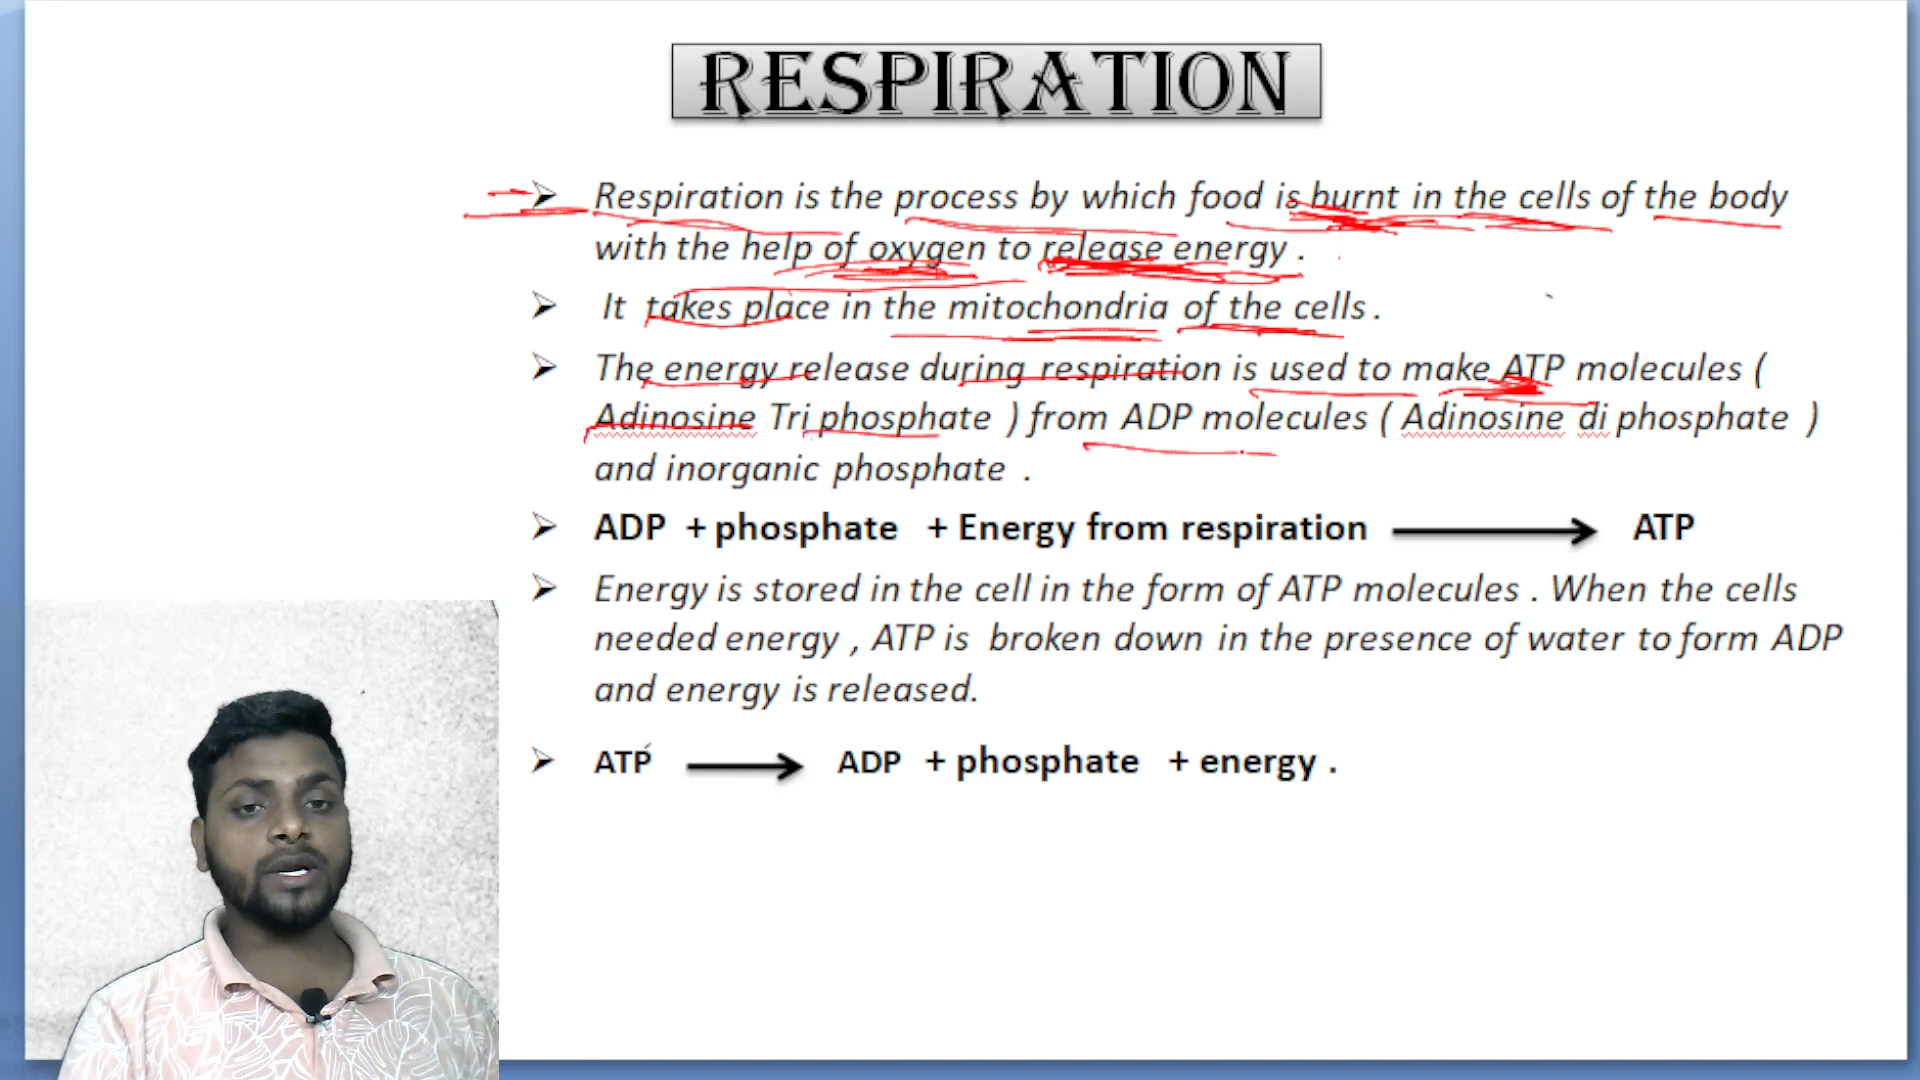 RESPIRATION
➢ Respiration is the process by which food is burnt in the cells of the body
with the help of oxygen to release energy .
➢ It takes place in the mitochondria of the cells .
➢ The energy release during respiration is used to make ATP molecules (
Adinosine Tri phosphate ) from ADP molecules ( Adinosine di phosphate )
and inorganic phosphate .
➢ ADP + phosphate + Energy from respiration ⟶ ATP
➢ Energy is stored in the cell in the form of ATP molecules . When the cells
needed energy , ATP is broken down in the presence of water to form ADP
and energy is released.
➢ ATP ⟶ ADP + phosphate + energy .